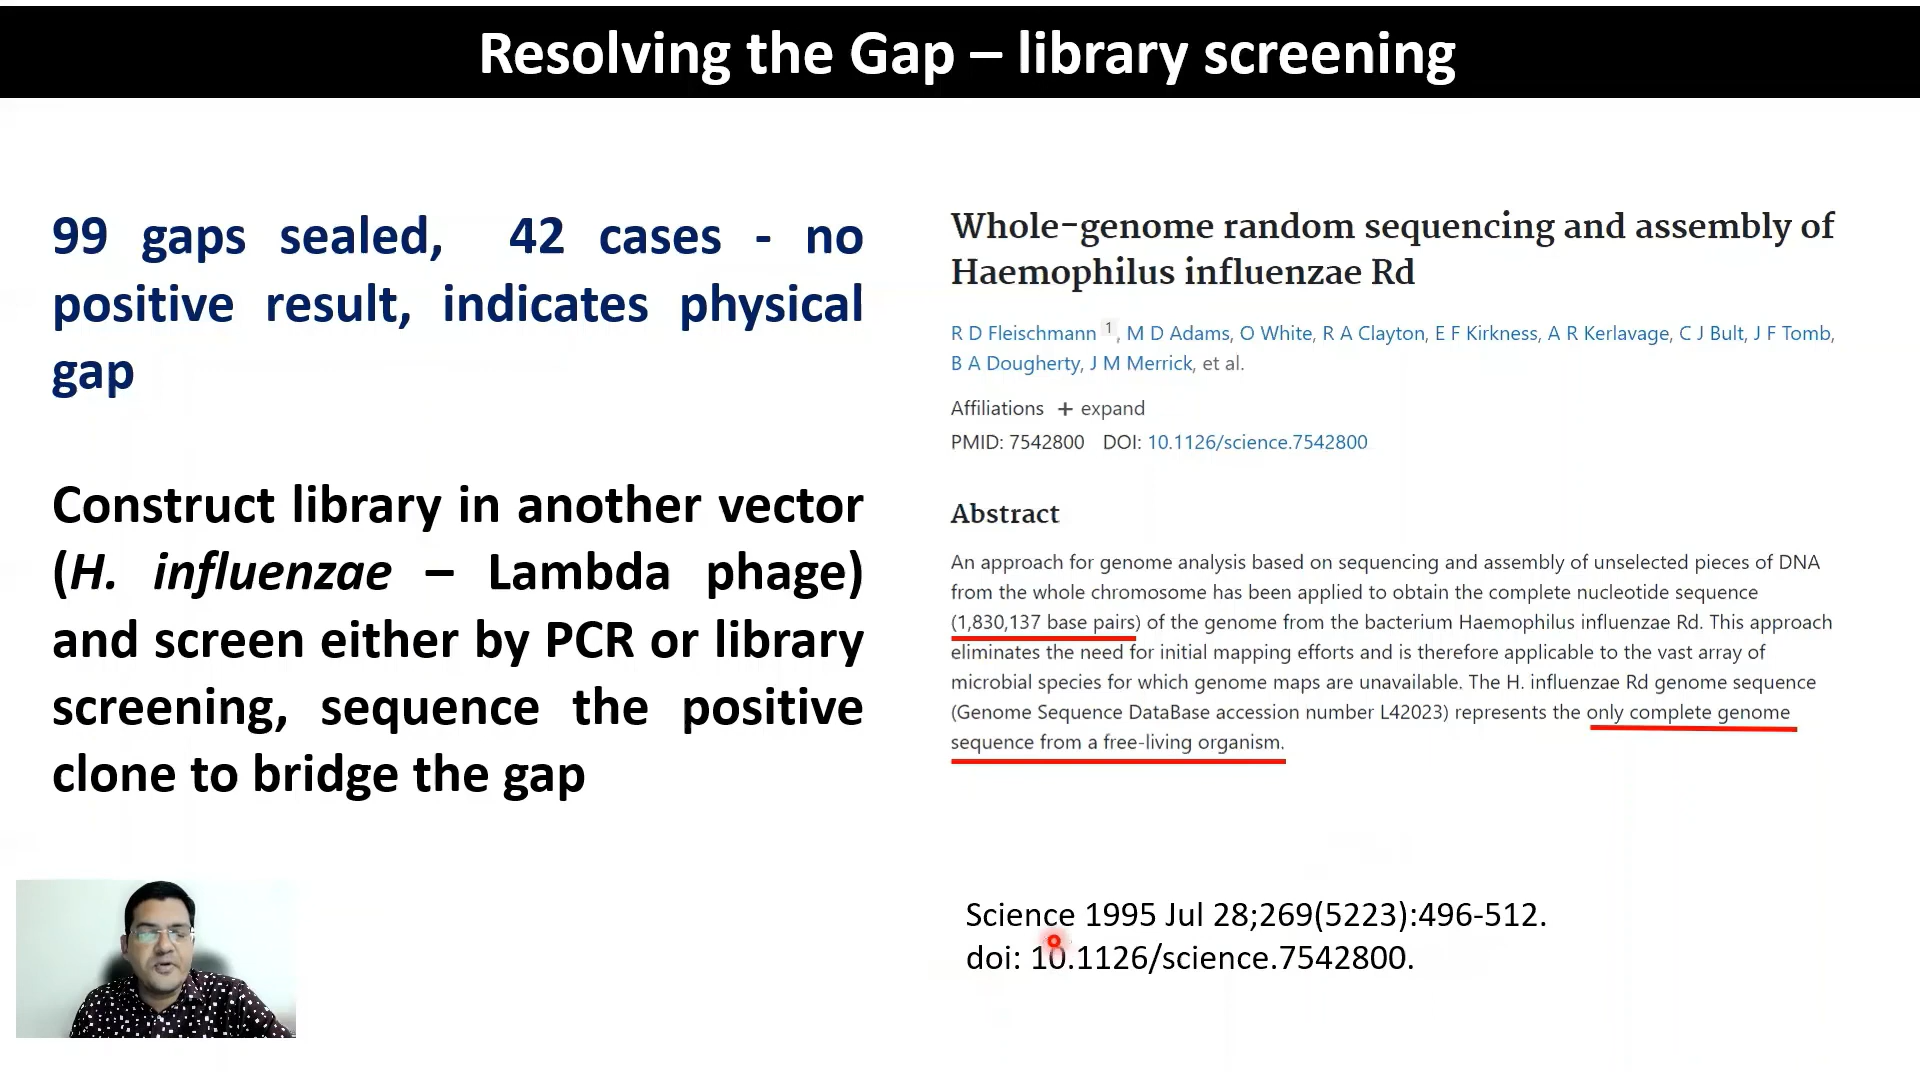 Resolving the Gap – library screening
99 gaps sealed, 42 cases - no
positive result, indicates physical
gap
Construct library in another vector
(H. influenzae – Lambda phage)
and screen either by PCR or library
screening, sequence the positive
clone to bridge the gap
Whole-genome random sequencing and assembly of
Haemophilus influenzae Rd
R D Fleischmann 1, M D Adams, O White, R A Clayton, E F Kirkness, A R Kerlavage, C J Bult, J F Tomb,
B A Dougherty, J M Merrick, et al.
Affiliations + expand
PMID: 7542800 DOI: 10.1126/science.7542800
Abstract
An approach for genome analysis based on sequencing and assembly of unselected pieces of DNA
from the whole chromosome has been applied to obtain the complete nucleotide sequence
(1,830,137 base pairs) of the genome from the bacterium Haemophilus influenzae Rd. This approach
eliminates the need for initial mapping efforts and is therefore applicable to the vast array of
microbial species for which genome maps are unavailable. The H. influenzae Rd genome sequence
(Genome Sequence DataBase accession number L42023) represents the only complete genome
sequence from a free-living organism.
Science 1995 Jul 28;269(5223):496-512.
doi: 10.1126/science.7542800.